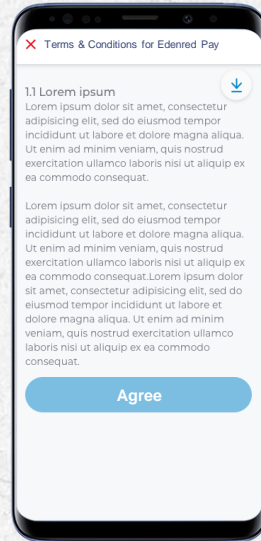 Terms & Conditions for Edenred Pay
1.1 Lorem ipsum
Lorem ipsum dolor sit amet, consectetur
adipisicing elit, sed do eiusmod tempor
incididunt ut labore et dolore magna aliqua.
Ut enim ad minim veniam, quis nostrud
exercitation ullamco laboris nisi ut aliquip ex
ea commodo consequat.
Lorem ipsum dolor sit amet, consectetur
adipisicing elit, sed do eiusmod tempor
incididunt ut labore et dolore magna aliqua.
Ut enim ad minim veniam, quis nostrud
exercitation ullamco laboris nisi ut aliquip ex
ea commodo consequat.Lorem ipsum dolor
sit amet, consectetur adipisicing elit, sed do
eiusmod tempor incididunt ut labore et
dolore magna aliqua. Ut enim ad minim
veniam, quis nostrud exercitation ullamco
laboris nisi ut aliquip ex ea commodo
consequat.
Agree